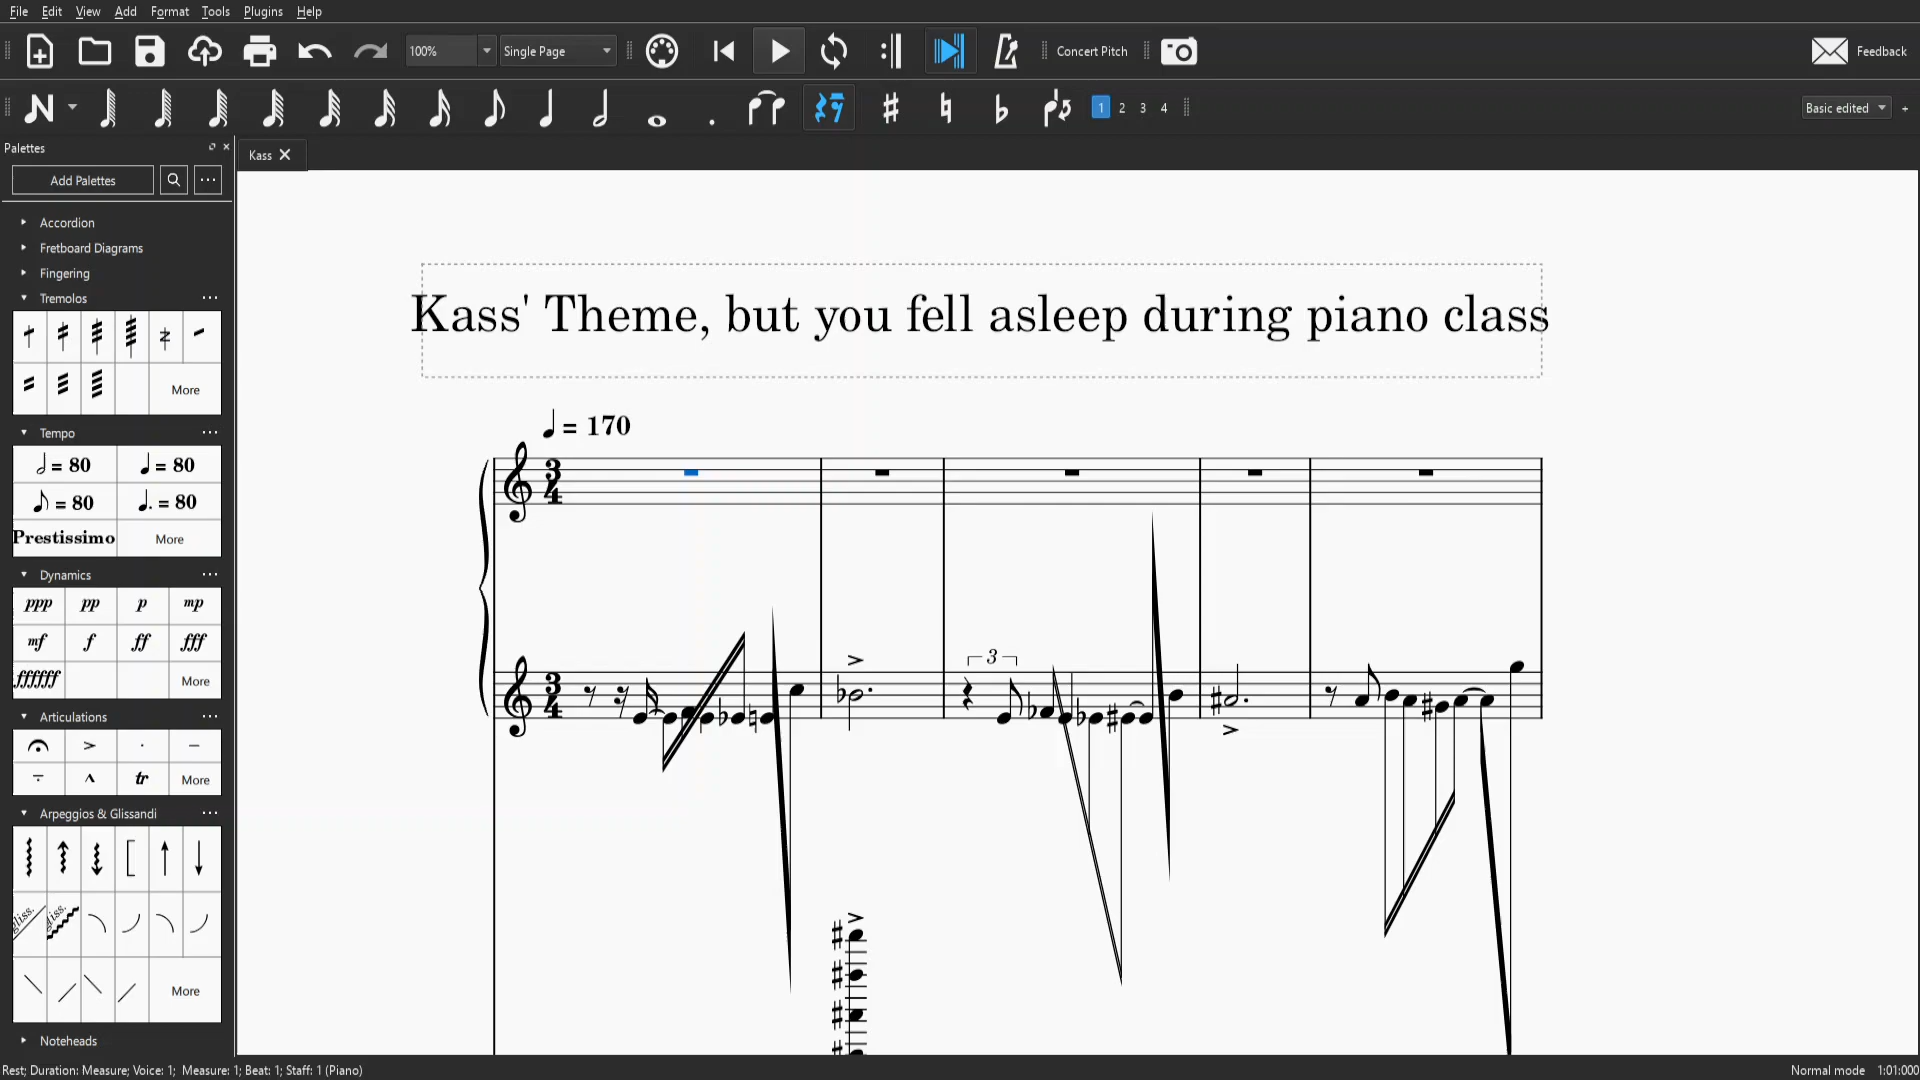 File Edit View Add Format Tools Plugins Help
100% Single Page Concert Pitch Feedback
1 2 3 4 Basic edited +
Palettes
Kass
Add Palettes
Accordion
Fretboard Diagrams
Fingering
Tremolos
More
Tempo
= 80 = 80
= 80 = 80
Prestissimo More
Dynamics
ppp pp p mp
mf f ff fff
ffffff More
Articulations
tr More
Arpeggios & Glissandi
gliss. gliss.
More
Noteheads
Kass' Theme, but you fell asleep during piano class
= 170
3
4
3
4
3
Rest; Duration: Measure; Voice: 1; Measure: 1; Beat: 1; Staff: 1 (Piano)
Normal mode 1:01:000